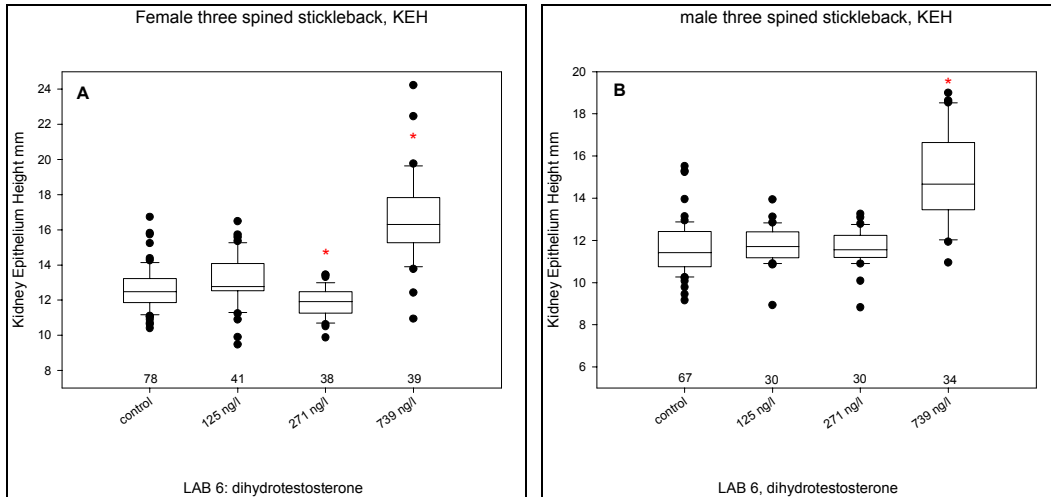 Female three spined stickleback, KEH
A
Kidney Epithelium Height mm
24
22
20
18
16
14
12
10
8
78 41 38 39
* *
control 125 ng/l 271 ng/l 739 ng/l
LAB 6: dihydrotestosterone
male three spined stickleback, KEH
B
Kidney Epithelium Height mm
20
18
16
14
12
10
8
6
67 30 30 34
*
control 125 ng/l 271 ng/l 739 ng/l
LAB 6, dihydrotestosterone